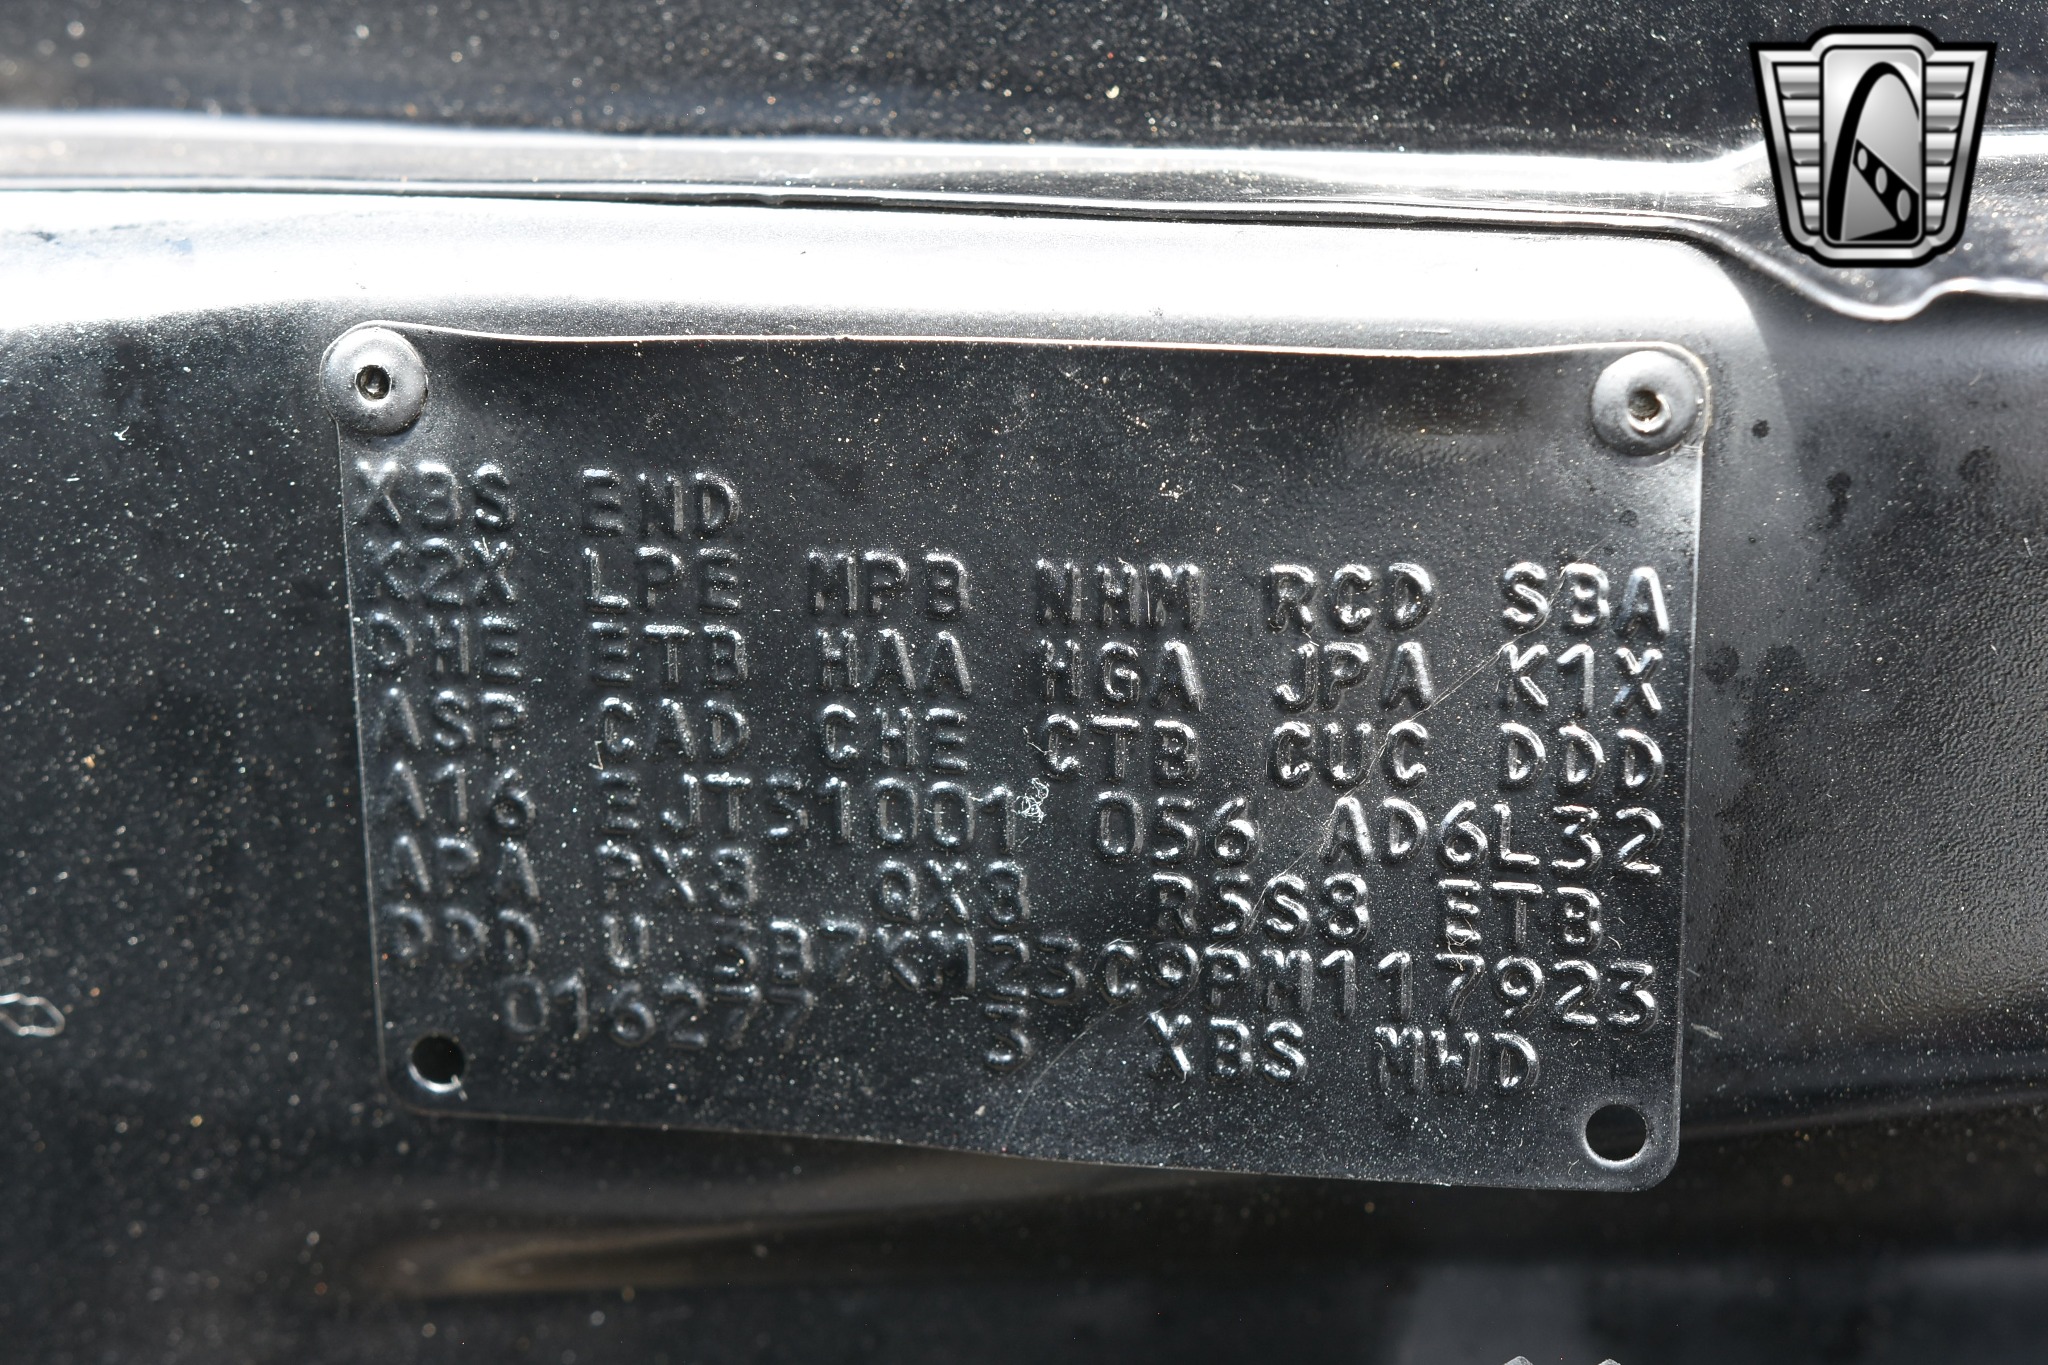 XBS END
K2X LPE MPB NHM RCD SBA
DHE ETB HAA HGA JPA K1X
ASP CAD CHE CTB CUC DDD
A16 EJTS1001 056 AD6L32
APA PX8 QX8 R5S8 ETB
DDD U 3B7KM23C9PM117923
016277 3 XBS MWD